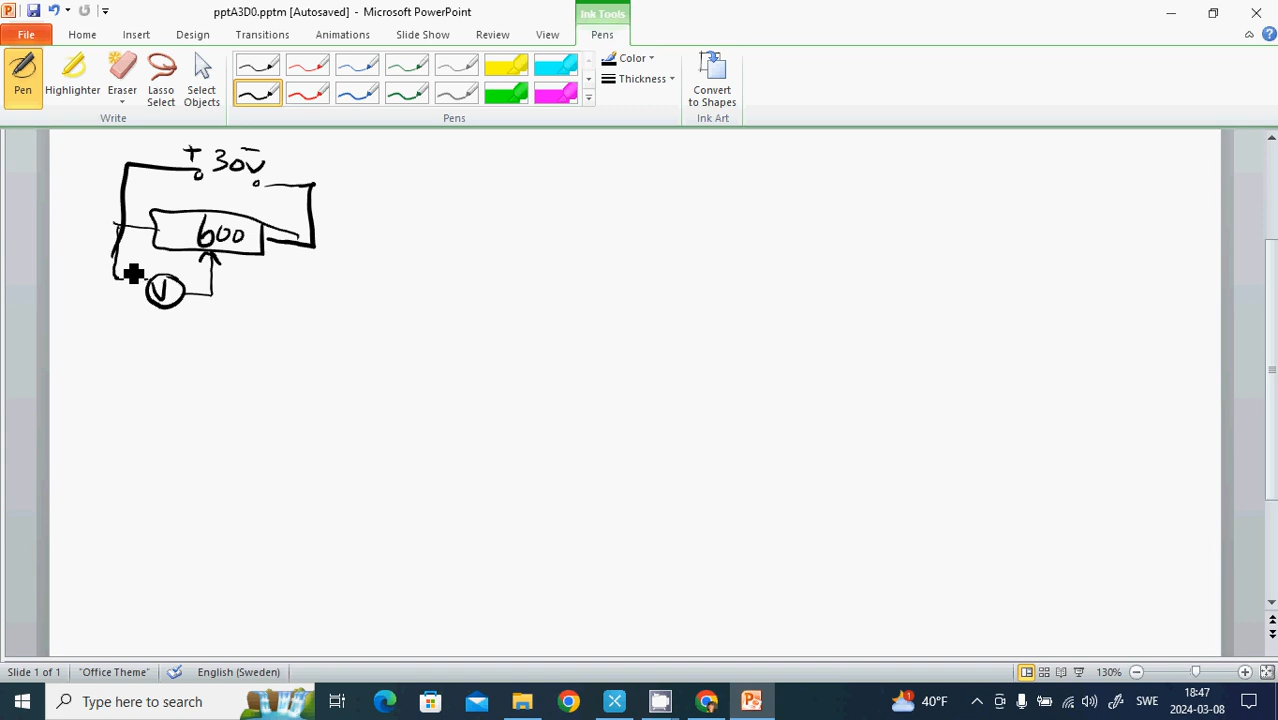 pptA3D0.pptm [Autosaved] - Microsoft PowerPoint
Ink Tools
File Home Insert Design Transitions Animations Slide Show Review View Pens
Pen Highlighter Eraser Lasso Select Select Objects Color Thickness Convert to Shapes
Write Pens Ink Art
+ 30V -
600
V
Slide 1 of 1 "Office Theme" English (Sweden) 130%
Type here to search 40°F SWE 18:47
2024-03-08